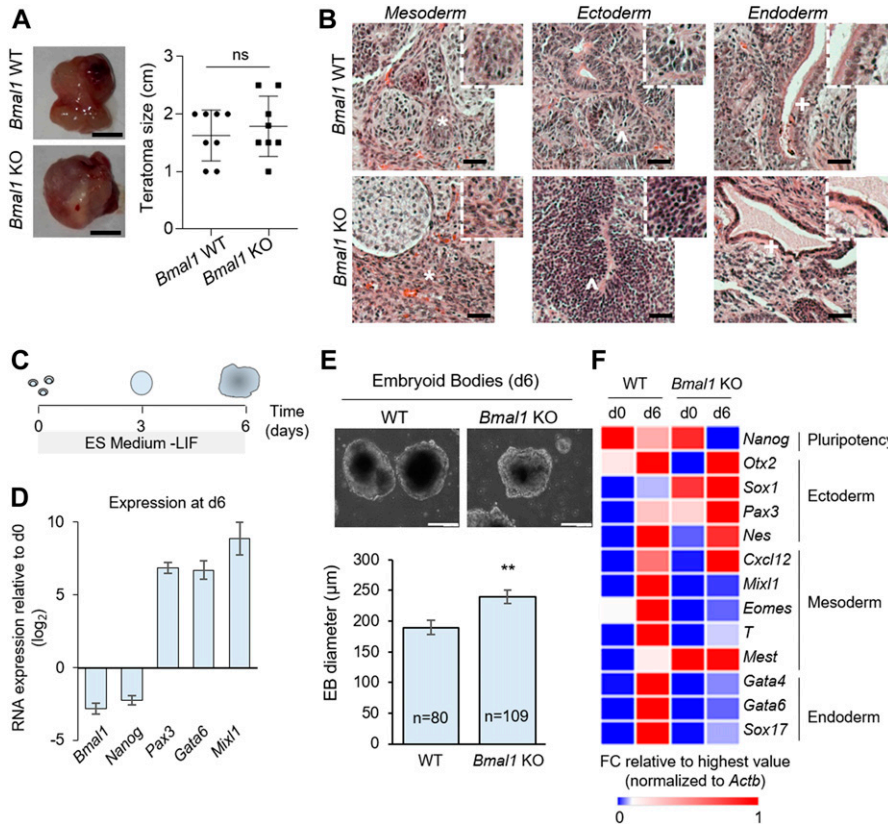 A
Bmal1 WT
Bmal1 KO
Teratoma size (cm)
3
2
1
0
ns
Bmal1 WT
Bmal1 KO
B
Mesoderm
Ectoderm
Endoderm
Bmal1 WT
Bmal1 KO
*
^
+
*
^
+
C
0
3
6
Time
(days)
ES Medium -LIF
D
Expression at d6
RNA expression relative to d0
(log2)
10
5
0
-5
Bmal1
Nanog
Pax3
Gata6
Mixl1
E
Embryoid Bodies (d6)
WT
Bmal1 KO
EB diameter (µm)
300
250
200
150
100
50
0
**
n=80
n=109
WT
Bmal1 KO
F
WT
Bmal1 KO
d0
d6
d0
d6
Nanog
Pluripotency
Otx2
Sox1
Pax3
Nes
Ectoderm
Cxcl12
Mixl1
Eomes
T
Mest
Mesoderm
Gata4
Gata6
Sox17
Endoderm
FC relative to highest value
(normalized to Actb)
0
1